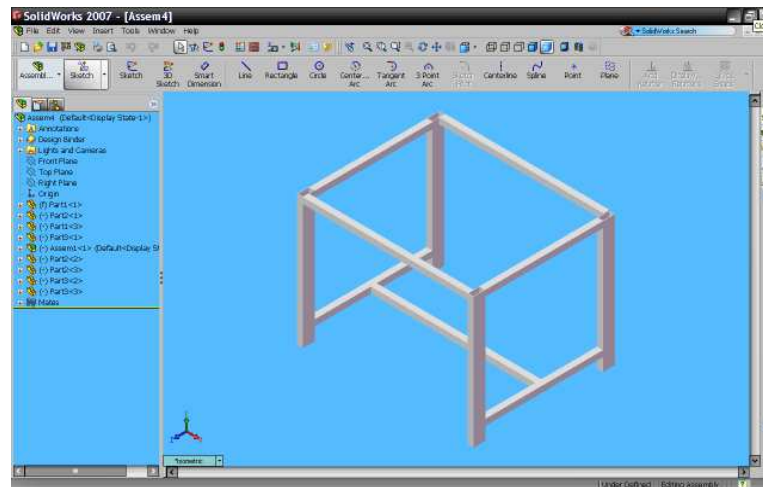 SolidWorks 2007 - [Assem4]
File Edit View Insert Tools Window Help
SolidWorks Search
Assembl... Sketch Sketch 3D Sketch Smart Dimension Line Rectangle Circle Center... Arc Tangent Arc 3 Point Arc Centerline Spline Point Plane
Assem4 (Default<Display State-1>)
Annotations
Design Binder
Lights and Cameras
Front Plane
Top Plane
Right Plane
Origin
(f) Part1<1>
(-) Part2<1>
(-) Part1<3>
(-) Part3<1>
(-) Assem1<1> (Default<Display St
(-) Part2<2>
(-) Part2<3>
(-) Part3<2>
(-) Part3<3>
Mates
*Isometric
Under Defined Editing Assembly